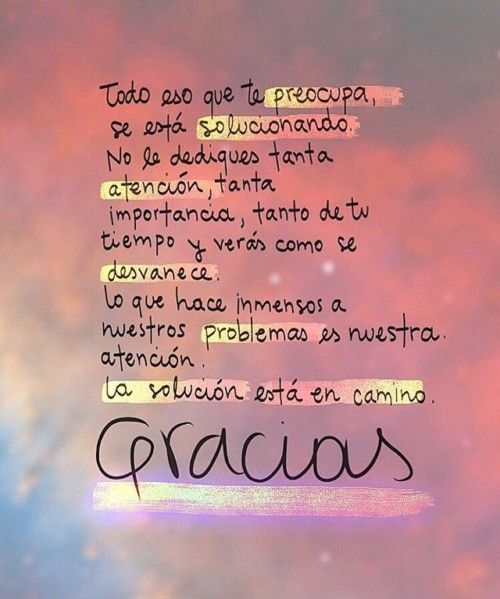 Todo eso que te preocupa,
se está solucionando.
No le dediques tanta
atención, tanta
importancia, tanto de tu
tiempo y verás como se
desvanece.
Lo que hace inmensos a
nuestros problemas es nuestra.
atención.
La solución está en camino.
Gracias